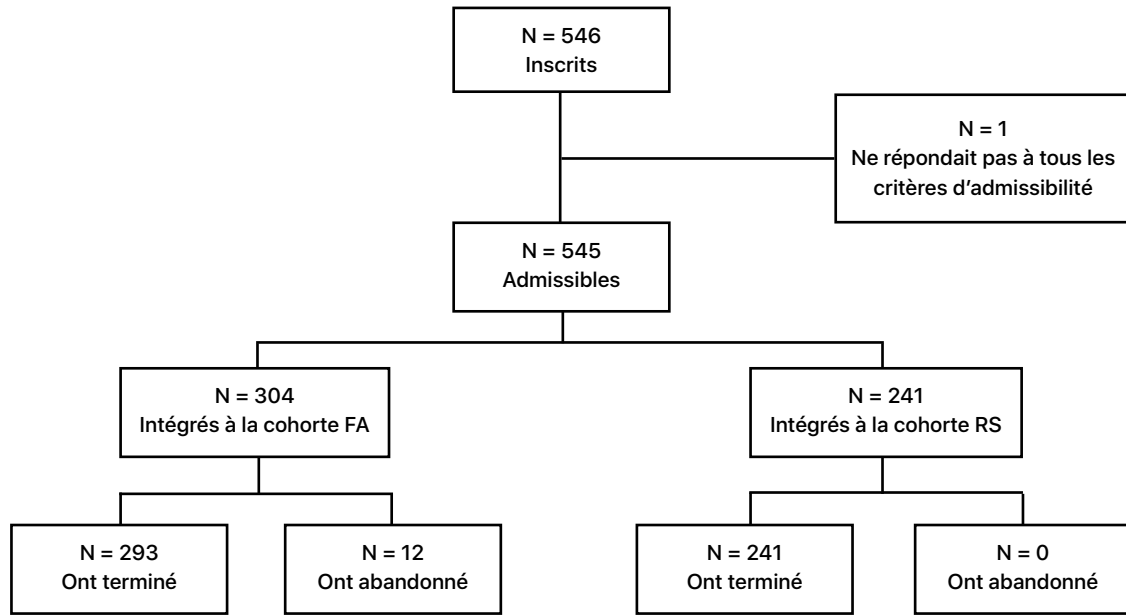 N = 546
Inscrits
N = 1
Ne répondait pas à tous les
critères d’admissibilité
N = 545
Admissibles
N = 304
Intégrés à la cohorte FA
N = 241
Intégrés à la cohorte RS
N = 293
Ont terminé
N = 12
Ont abandonné
N = 241
Ont terminé
N = 0
Ont abandonné